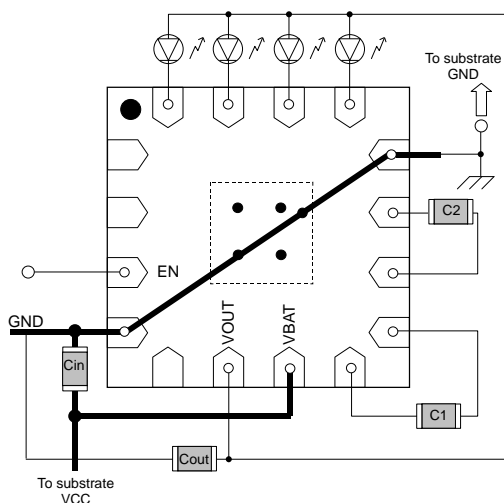 To substrate
GND
C2
EN
GND
VOUT
VBAT
Cin
C1
Cout
To substrate
VCC